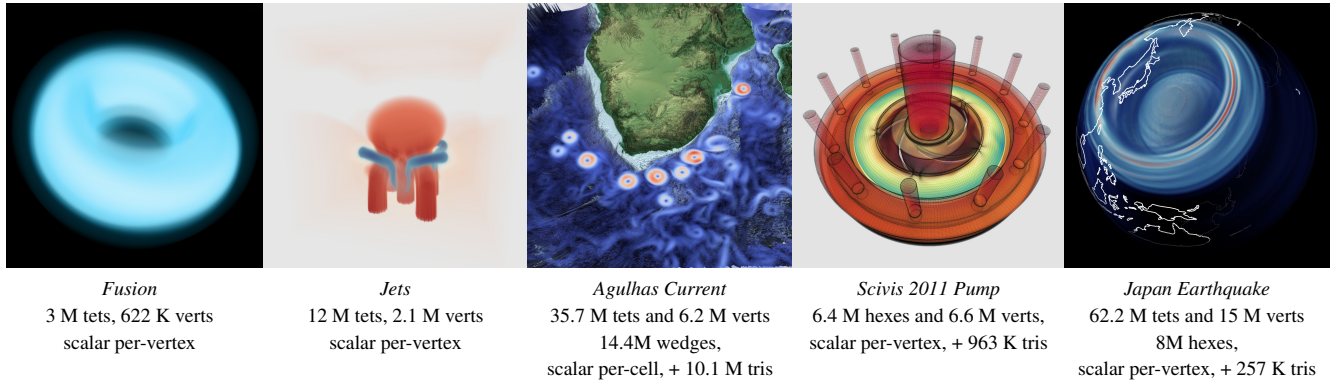 Fusion
3 M tets, 622 K verts
scalar per-vertex
Jets
12 M tets, 2.1 M verts
scalar per-vertex
Agulhas Current
35.7 M tets and 6.2 M verts
14.4M wedges,
scalar per-cell, + 10.1 M tris
Scivis 2011 Pump
6.4 M hexes and 6.6 M verts,
scalar per-vertex, + 963 K tris
Japan Earthquake
62.2 M tets and 15 M verts
8M hexes,
scalar per-vertex, + 257 K tris